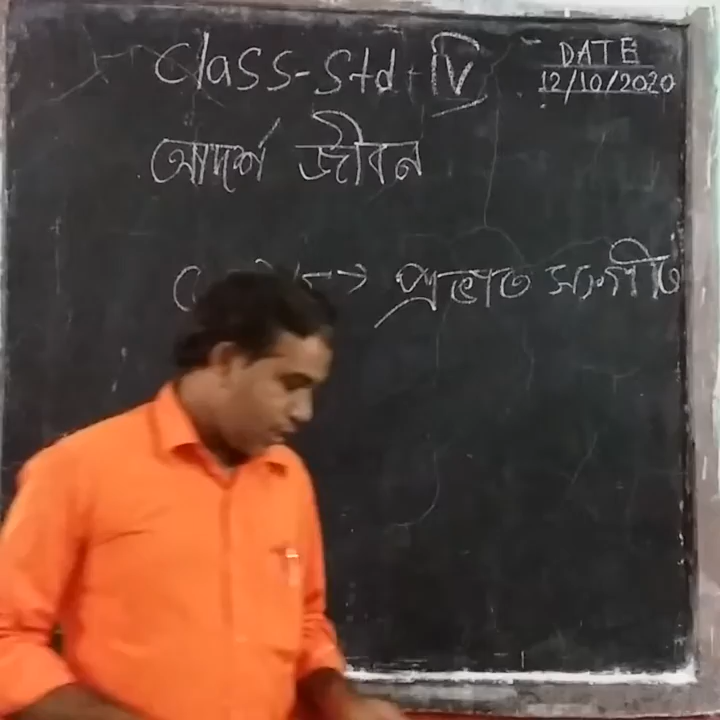 Class-Std-IV
DATE
12/10/2020
আদর্শ জীবন
→ প্রভাত সংগীত